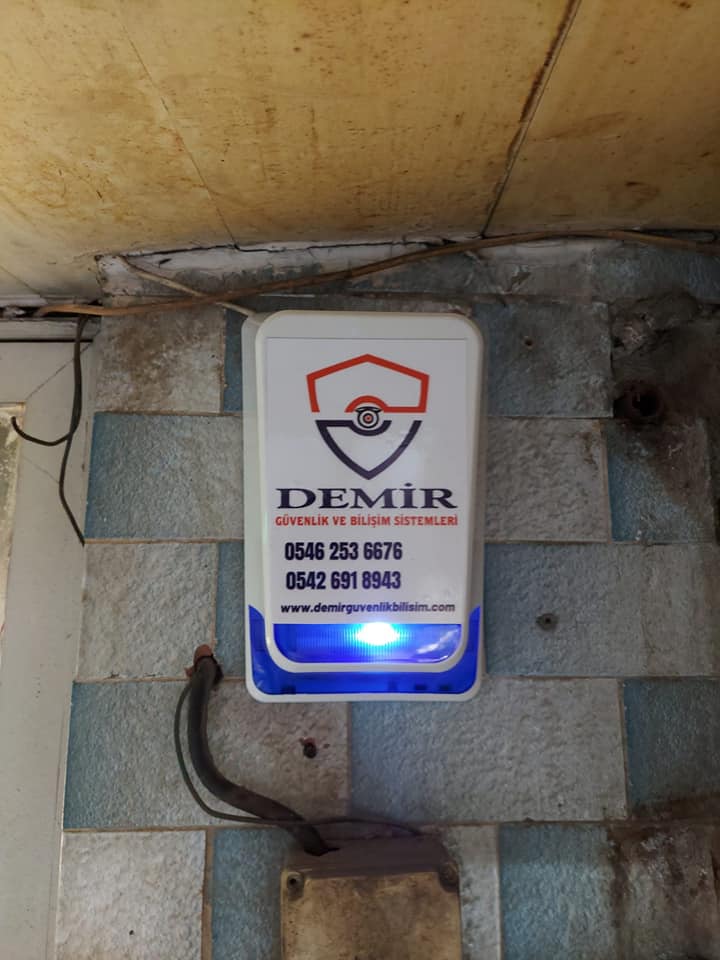 DEMİR
GÜVENLİK VE BİLİŞİM SİSTEMLERİ
0546 253 6676
0542 691 8943
www.demirguvenlikbilisim.com